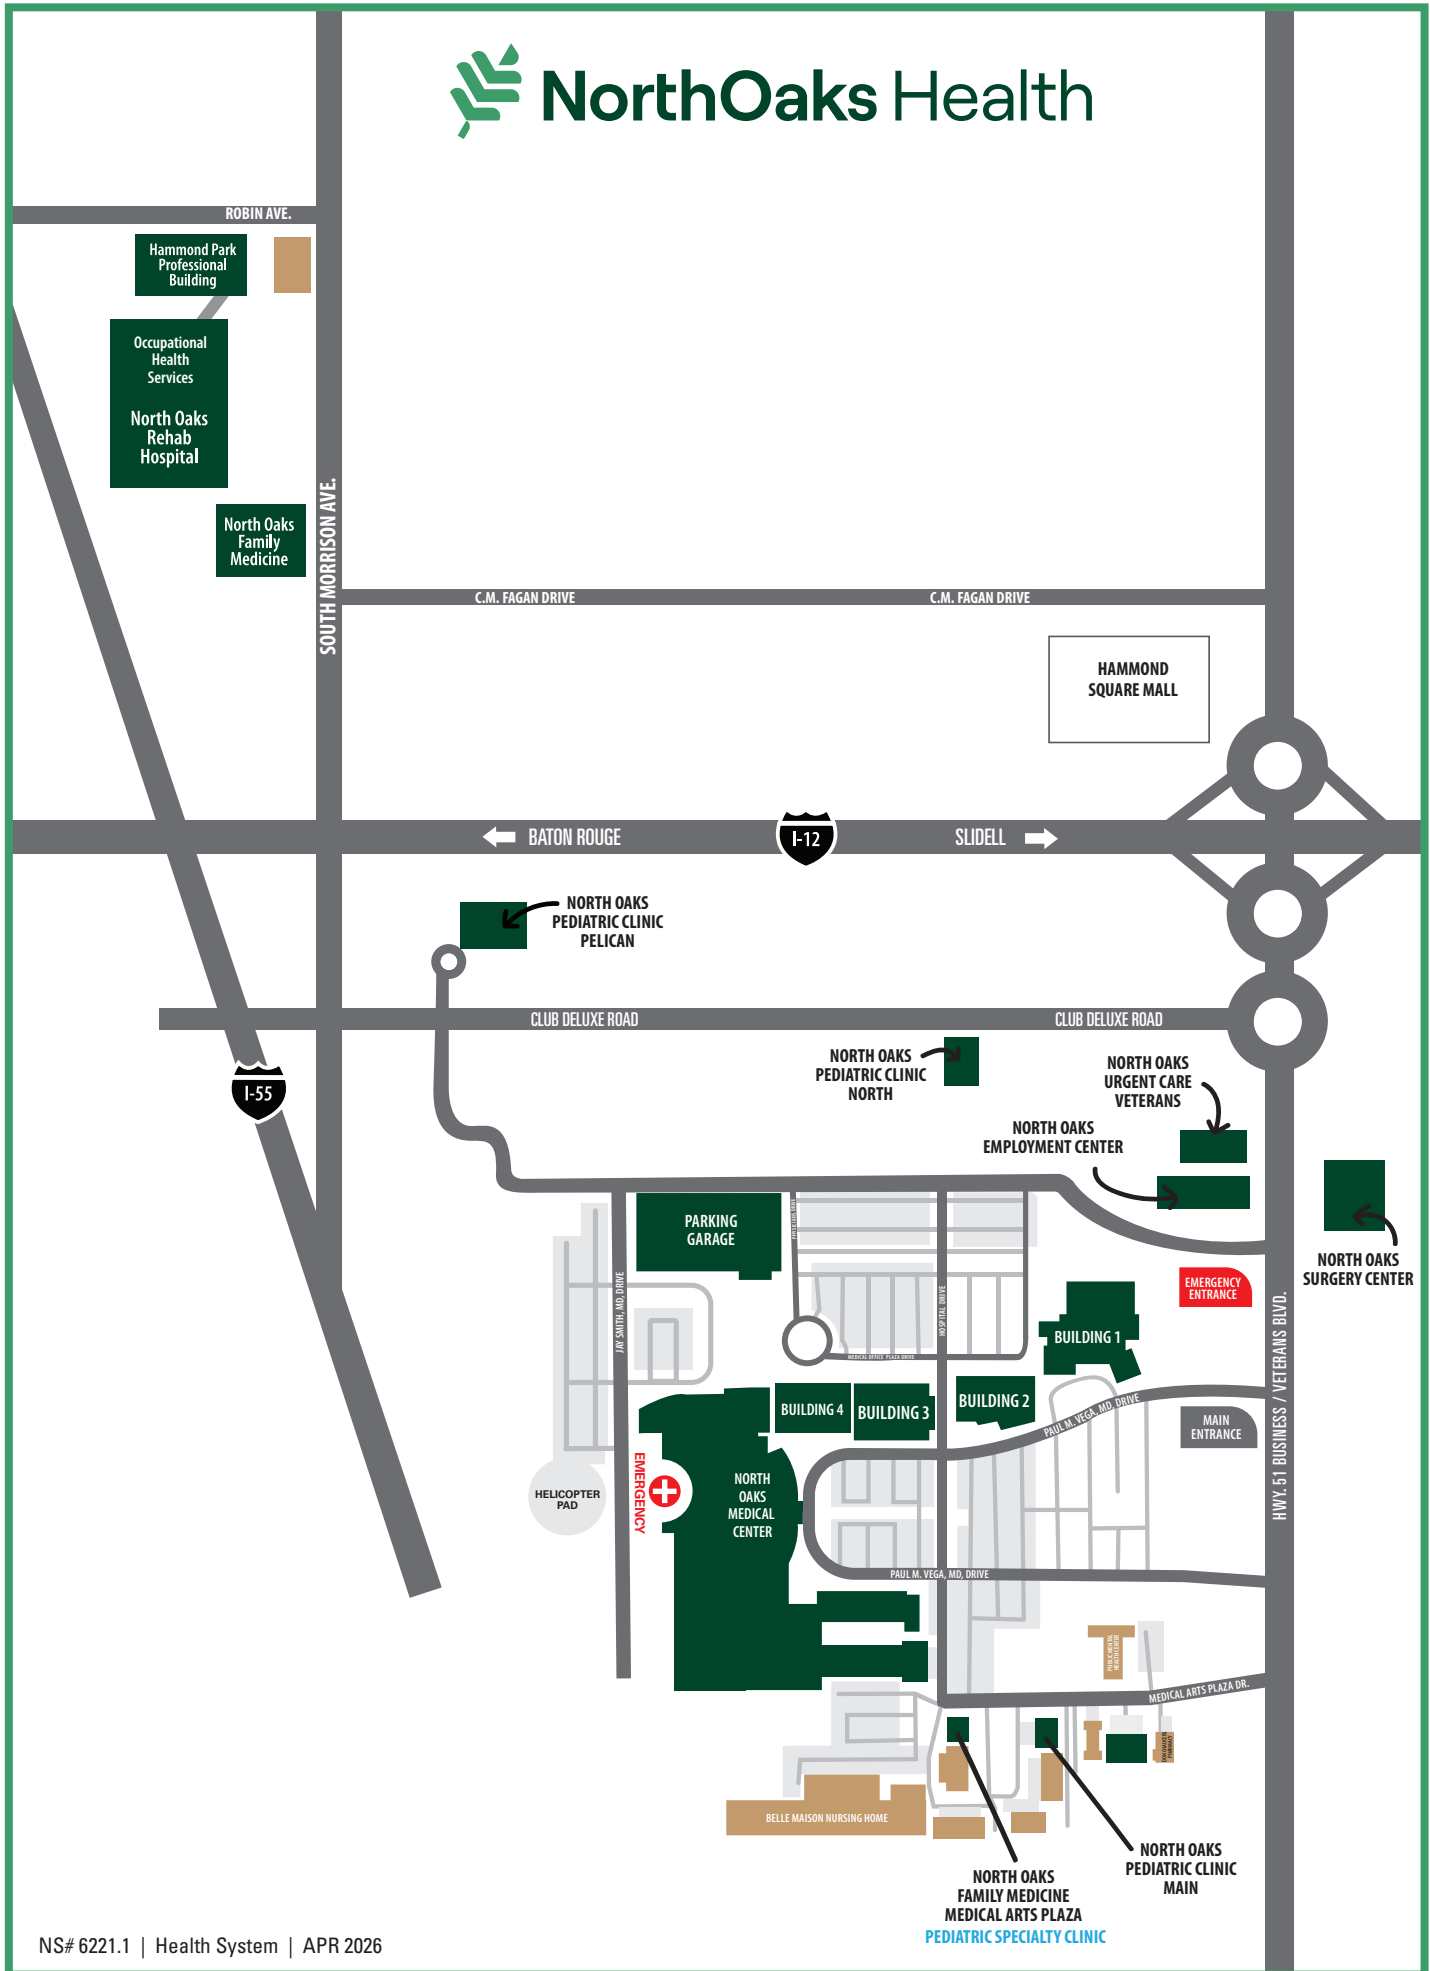 NorthOaks Health
ROBIN AVE.
Hammond Park
Professional
Building
Occupational
Health
Services
North Oaks
Rehab
Hospital
North Oaks
Family
Medicine
SOUTH MORRISON AVE.
C.M. FAGAN DRIVE
C.M. FAGAN DRIVE
HAMMOND
SQUARE MALL
BATON ROUGE
I-12
SLIDELL
NORTH OAKS
PEDIATRIC CLINIC
PELICAN
CLUB DELUXE ROAD
CLUB DELUXE ROAD
I-55
NORTH OAKS
PEDIATRIC CLINIC
NORTH
NORTH OAKS
URGENT CARE
VETERANS
NORTH OAKS
EMPLOYMENT CENTER
NORTH OAKS
SURGERY CENTER
PARKING
GARAGE
JAY SMITH, MD, DRIVE
HOSPITAL DRIVE
MEDICAL OFFICE PLAZA DRIVE
EMERGENCY
ENTRANCE
BUILDING 1
BUILDING 2
BUILDING 3
BUILDING 4
PAUL M. VEGA, MD, DRIVE
MAIN
ENTRANCE
HWY. 51 BUSINESS / VETERANS BLVD.
HELICOPTER
PAD
EMERGENCY
NORTH
OAKS
MEDICAL
CENTER
PAUL M. VEGA, MD, DRIVE
PUBLIC MENTAL
HEALTH CENTER
MEDICAL ARTS PLAZA DR.
PHARMACY
BELLE MAISON NURSING HOME
NORTH OAKS
PEDIATRIC CLINIC
MAIN
NORTH OAKS
FAMILY MEDICINE
MEDICAL ARTS PLAZA
PEDIATRIC SPECIALTY CLINIC
NS# 6221.1 | Health System | APR 2026